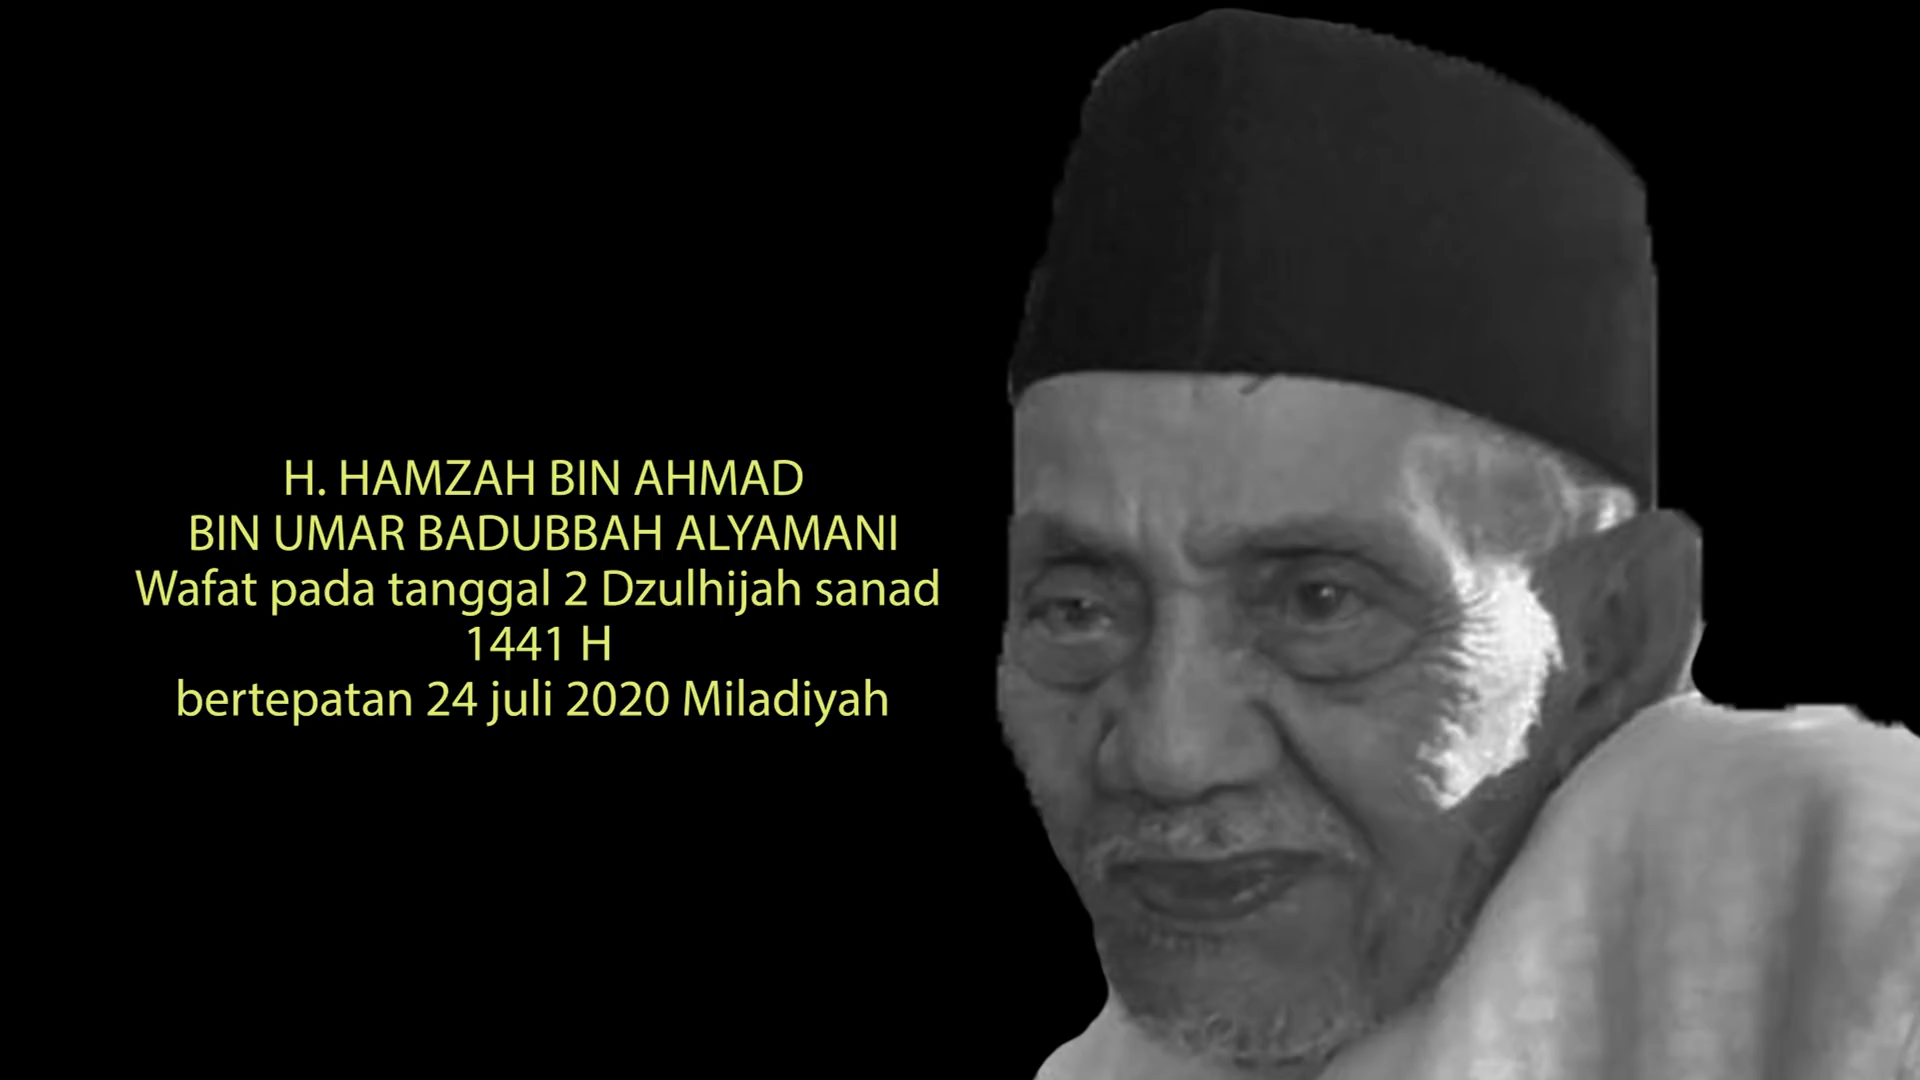 H. HAMZAH BIN AHMAD
BIN UMAR BADUBBAH ALYAMANI
Wafat pada tanggal 2 Dzulhijah sanad
1441 H
bertepatan 24 juli 2020 Miladiyah